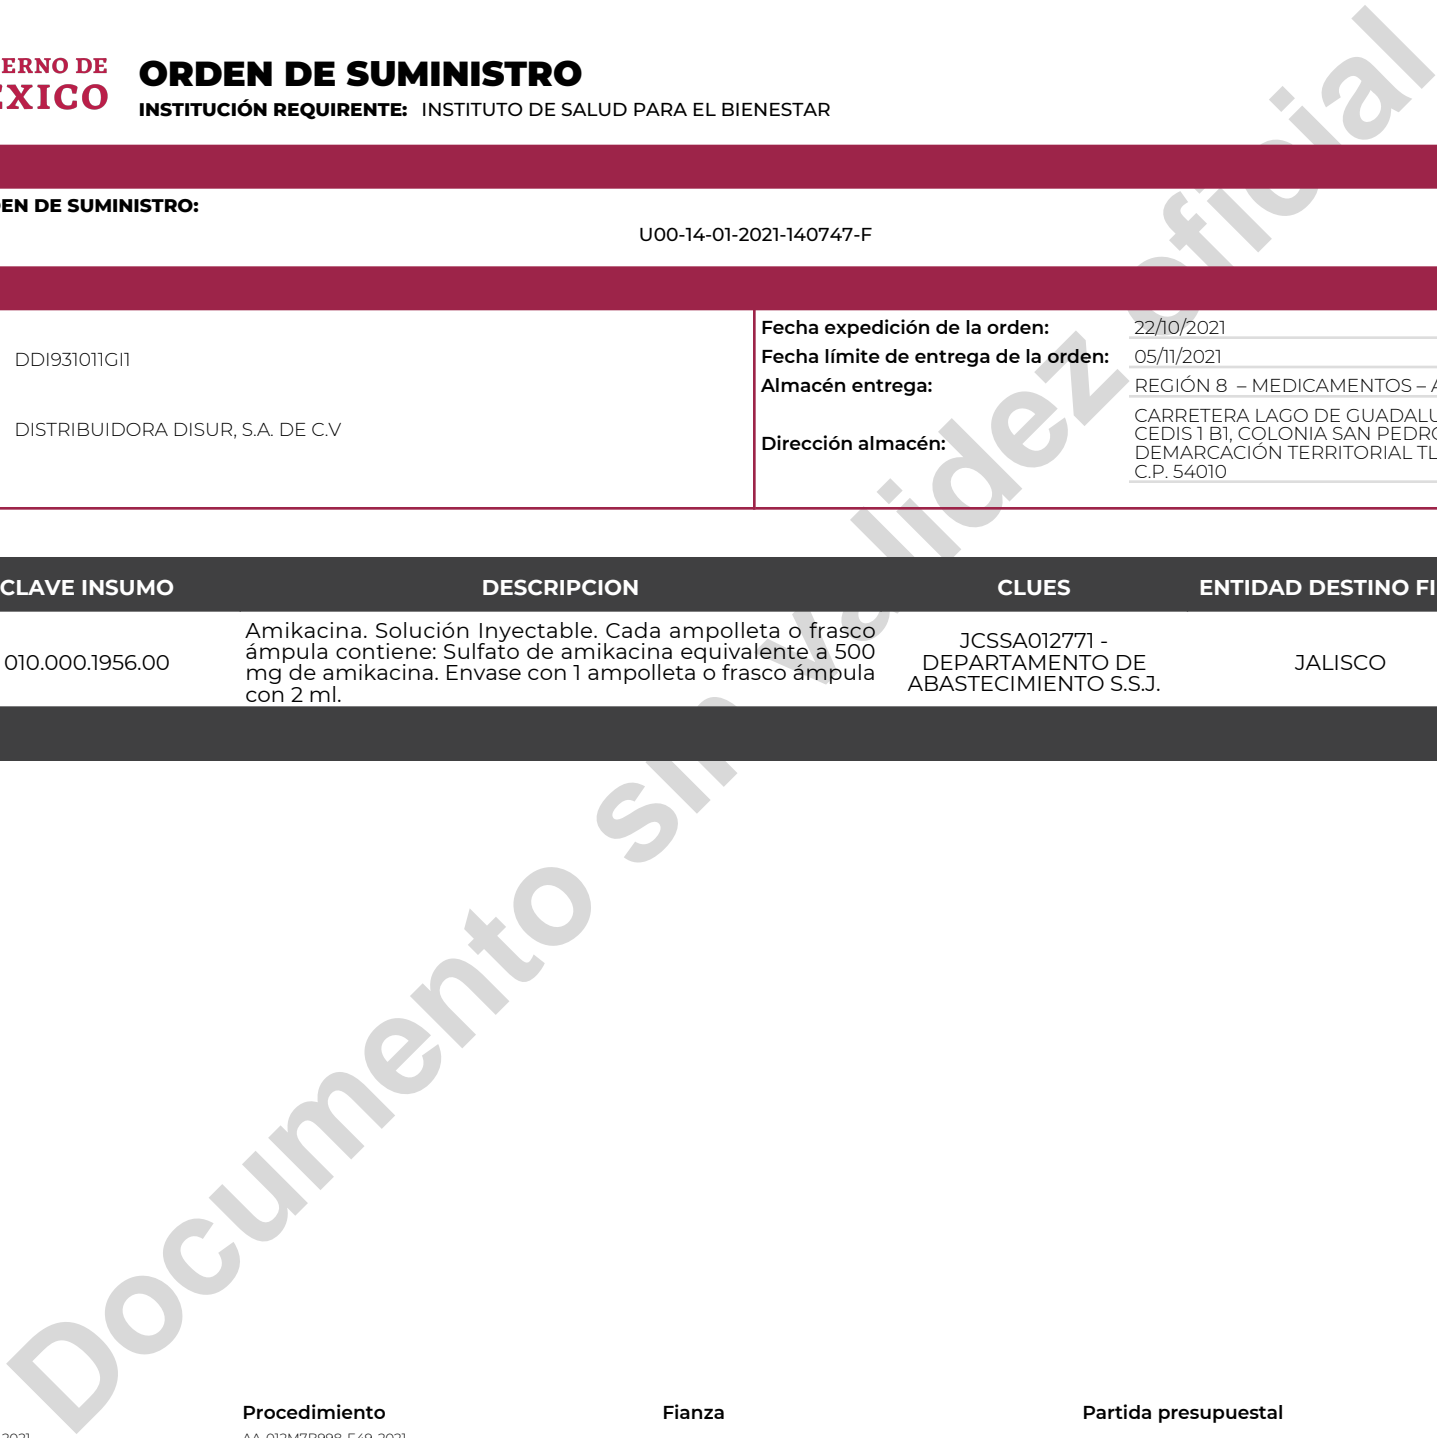 ERNO DE
EXICO
ORDEN DE SUMINISTRO
INSTITUCIÓN REQUIRENTE: INSTITUTO DE SALUD PARA EL BIENESTAR
EN DE SUMINISTRO:
U00-14-01-2021-140747-F
DDI931011GI1
DISTRIBUIDORA DISUR, S.A. DE C.V
Fecha expedición de la orden: 22/10/2021
Fecha límite de entrega de la orden: 05/11/2021
Almacén entrega: REGIÓN 8 – MEDICAMENTOS – A
Dirección almacén:
CARRETERA LAGO DE GUADALU
CEDIS 1 B1, COLONIA SAN PEDRO
DEMARCACIÓN TERRITORIAL TL
C.P. 54010
CLAVE INSUMO DESCRIPCION CLUES ENTIDAD DESTINO FI
010.000.1956.00
Amikacina. Solución Inyectable. Cada ampolleta o frasco
ámpula contiene: Sulfato de amikacina equivalente a 500
mg de amikacina. Envase con 1 ampolleta o frasco ámpula
con 2 ml.
JCSSA012771 -
DEPARTAMENTO DE
ABASTECIMIENTO S.S.J.
JALISCO
Documento sin validez oficial
Procedimiento Fianza Partida presupuestal